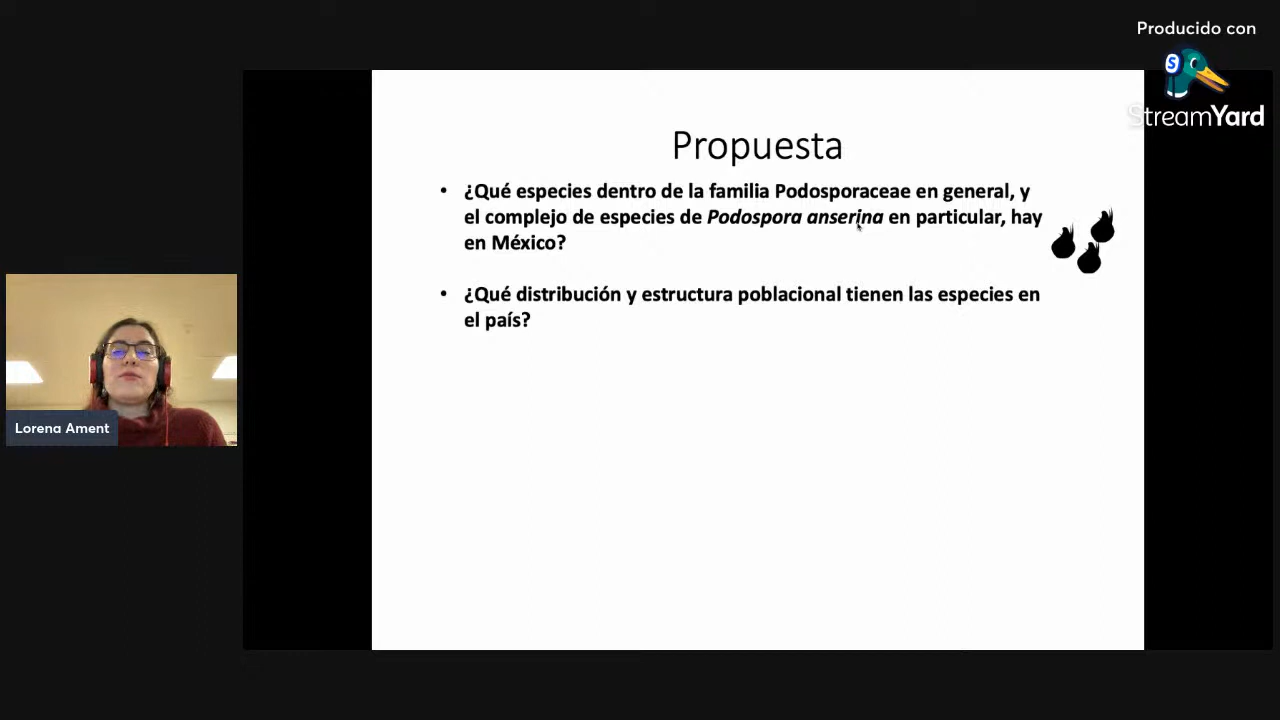 Producido con
StreamYard
Propuesta
• ¿Qué especies dentro de la familia Podosporaceae en general, y
el complejo de especies de Podospora anserina en particular, hay
en México?
• ¿Qué distribución y estructura poblacional tienen las especies en
el país?
Lorena Ament